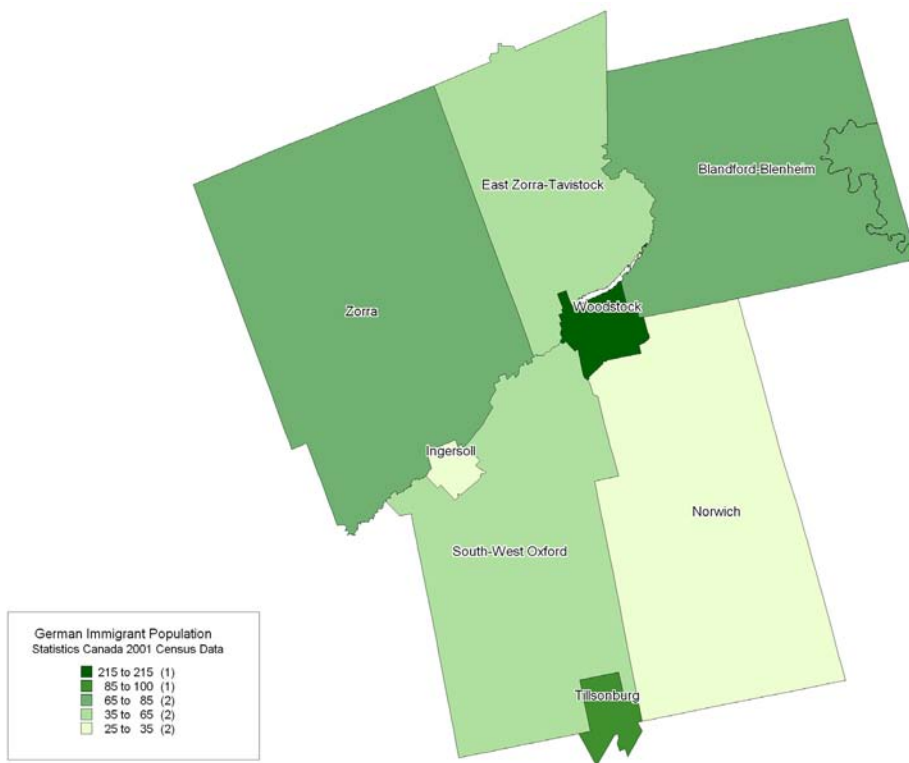 East Zorra-Tavistock
Blandford-Blenheim
Zorra
Woodstock
Ingersoll
Norwich
South-West Oxford
Tillsonburg
German Immigrant Population
Statistics Canada 2001 Census Data
215 to 215 (1)
85 to 100 (1)
65 to 85 (2)
35 to 65 (2)
25 to 35 (2)